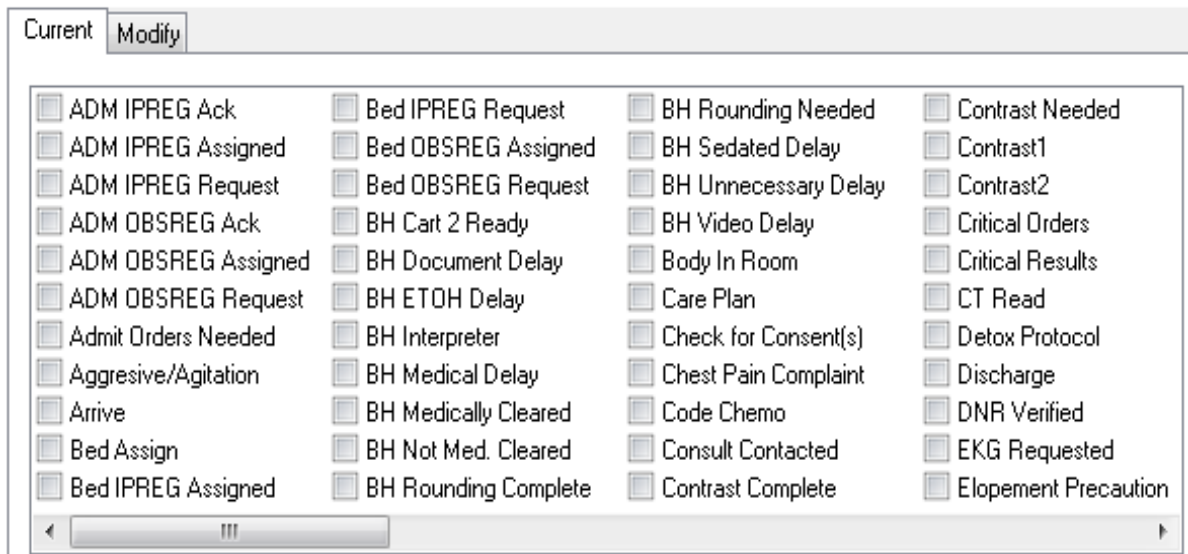 Current
Modify
ADM IPREG Ack
ADM IPREG Assigned
ADM IPREG Request
ADM OBSREG Ack
ADM OBSREG Assigned
ADM OBSREG Request
Admit Orders Needed
Aggresive/Agitation
Arrive
Bed Assign
Bed IPREG Assigned
Bed IPREG Request
Bed OBSREG Assigned
Bed OBSREG Request
BH Cart 2 Ready
BH Document Delay
BH ETOH Delay
BH Interpreter
BH Medical Delay
BH Medically Cleared
BH Not Med. Cleared
BH Rounding Complete
BH Rounding Needed
BH Sedated Delay
BH Unnecessary Delay
BH Video Delay
Body In Room
Care Plan
Check for Consent(s)
Chest Pain Complaint
Code Chemo
Consult Contacted
Contrast Complete
Contrast Needed
Contrast1
Contrast2
Critical Orders
Critical Results
CT Read
Detox Protocol
Discharge
DNR Verified
EKG Requested
Elopement Precaution